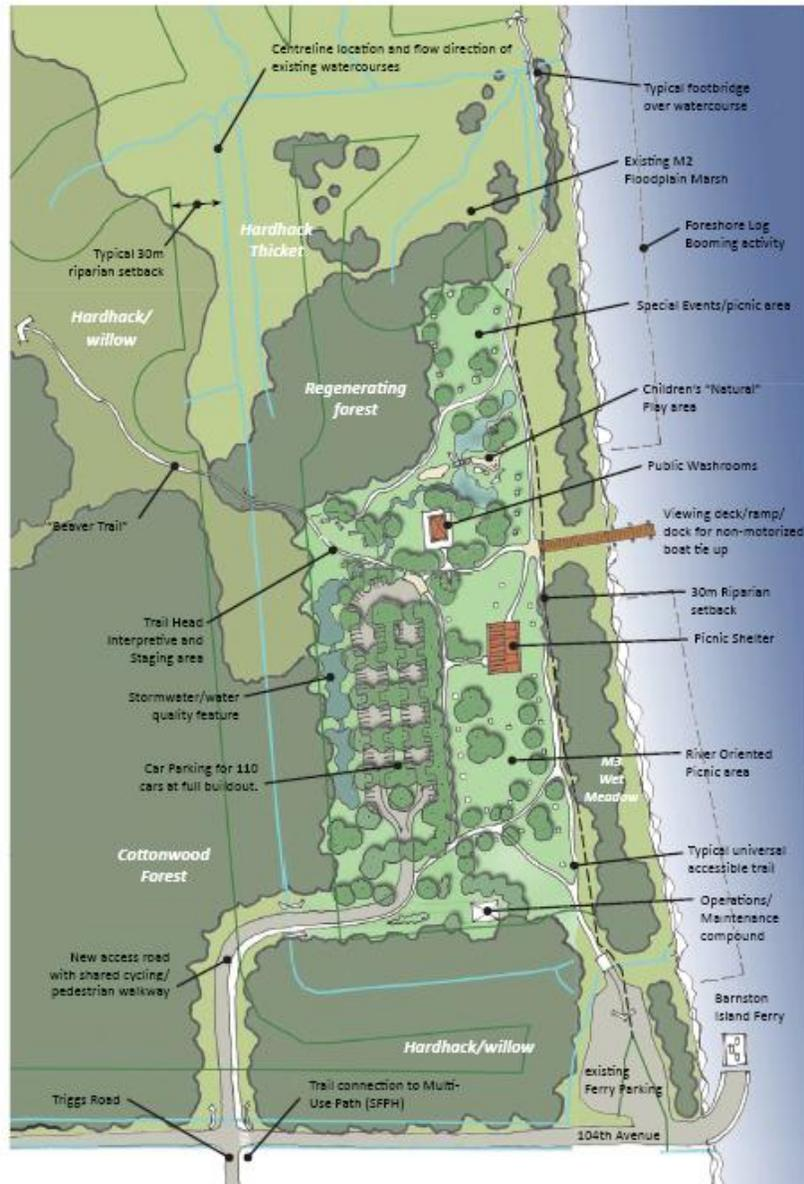 Centreline location and flow direction of
existing watercourses
Typical footbridge
over watercourse
Existing M2
Floodplain Marsh
Hardhack
Thicket
Typical 30m
riparian setback
Foreshore Log
Booming activity
Special Events/picnic area
Hardhack/
willow
Regenerating
forest
Children's "Natural"
Play area
Public Washrooms
"Beaver Trail"
Viewing deck/ramp/
dock for non-motorized
boat tie up
30m Riparian
setback
Trail Head
Interpretive and
Staging area
Picnic Shelter
Stormwater/water
quality feature
River Oriented
Picnic area
Car Parking for 110
cars at full buildout.
M3
Wet
Meadow
Cottonwood
Forest
Typical universal
accessible trail
Operations/
Maintenance
compound
New access road
with shared cycling/
pedestrian walkway
Barnston
Island Ferry
Hardhack/willow
existing
Ferry Parking
Triggs Road
Trail connection to Multi-
Use Path (SFPH)
104th Avenue